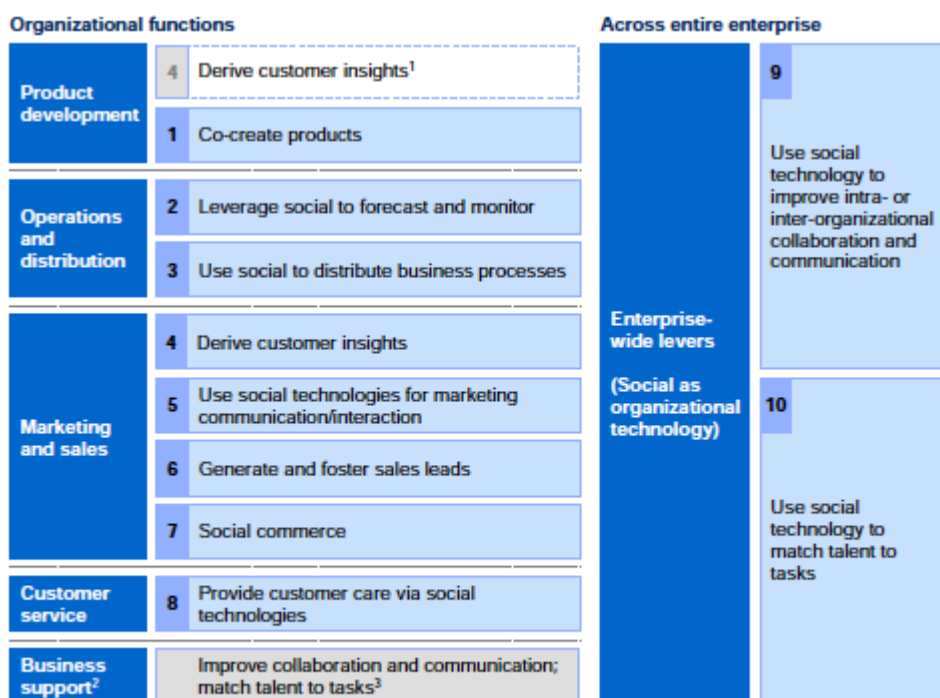 Organizational functions
Product
development
4
Derive customer insights¹
1
Co-create products
Operations
and
distribution
2
Leverage social to forecast and monitor
3
Use social to distribute business processes
Marketing
and sales
4
Derive customer insights
5
Use social technologies for marketing
communication/interaction
6
Generate and foster sales leads
7
Social commerce
Customer
service
8
Provide customer care via social
technologies
Business
support²
Improve collaboration and communication;
match talent to tasks³
Across entire enterprise
Enterprise-
wide levers
(Social as
organizational
technology)
9
Use social
technology to
improve intra- or
inter-organizational
collaboration and
communication
10
Use social
technology to
match talent to
tasks